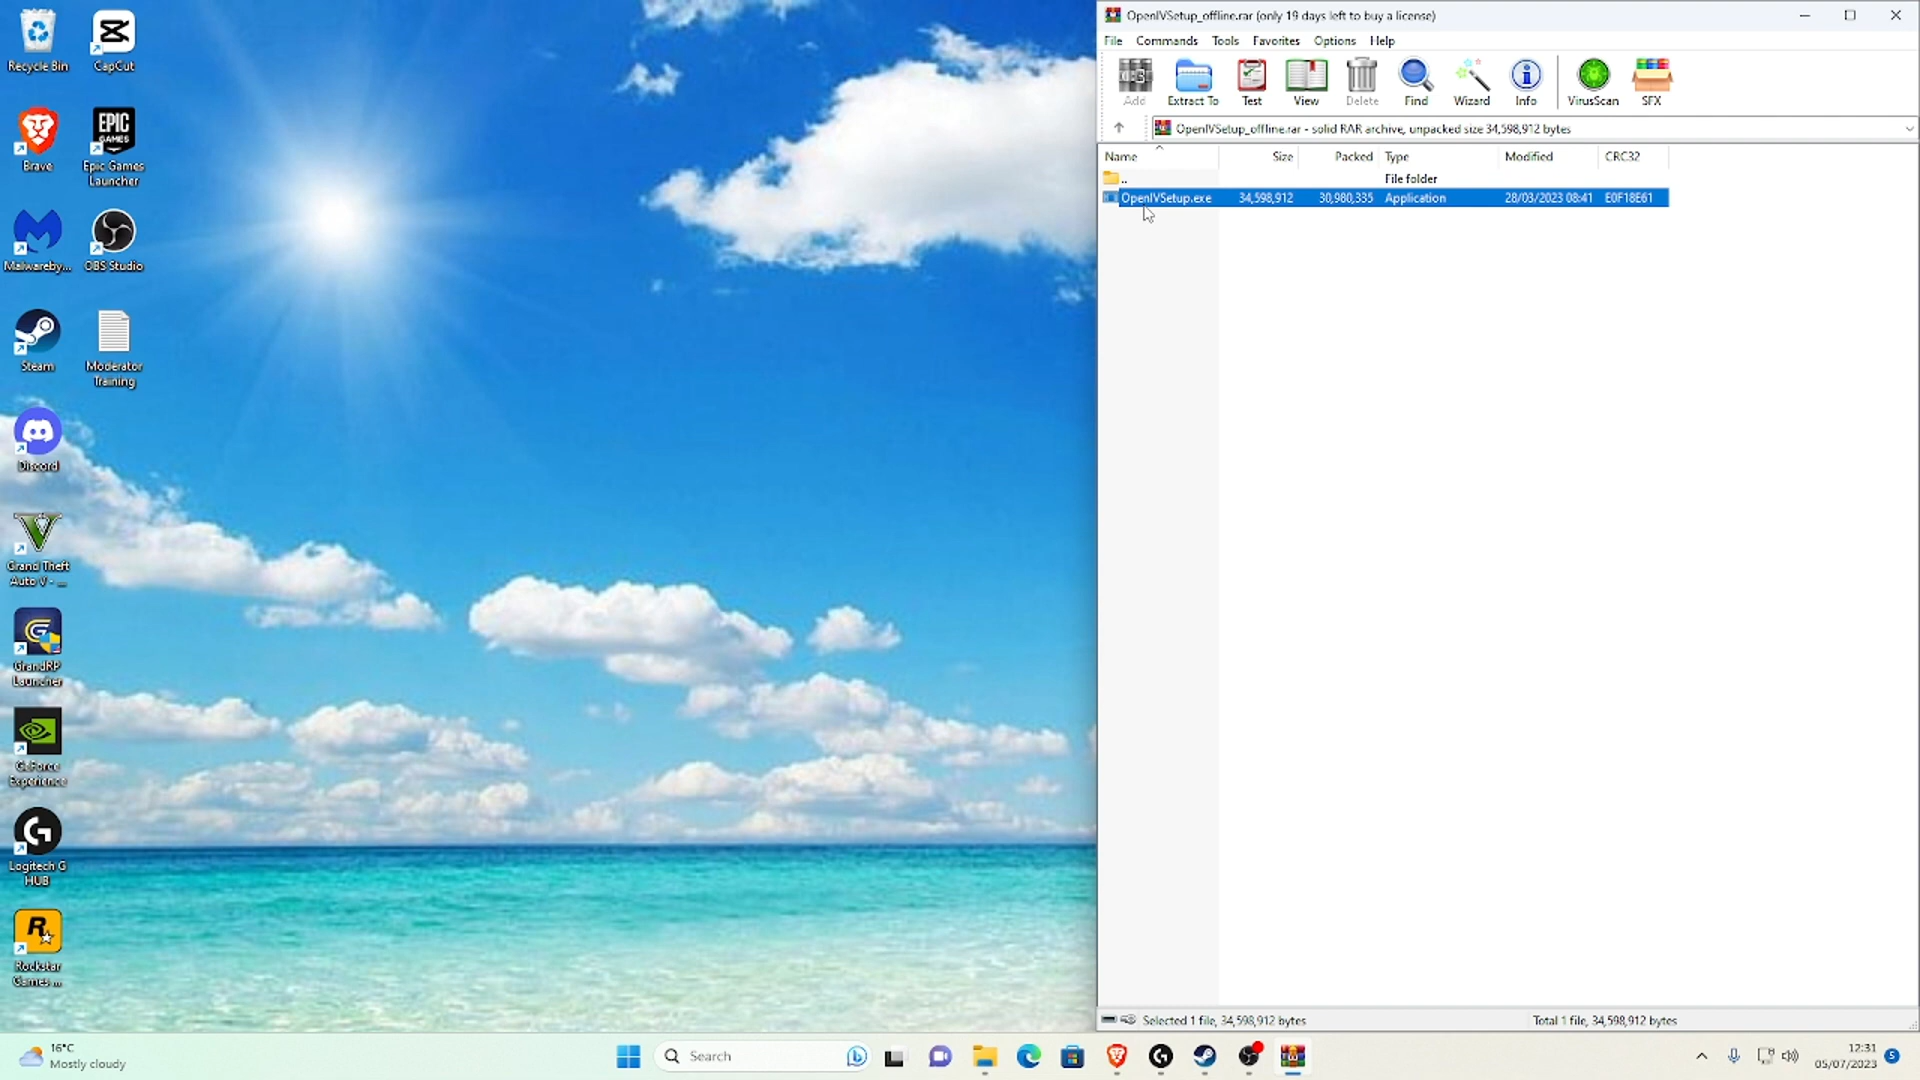 Recycle Bin
CapCut
Brave
EPIC
GAMES
Epic Games
Launcher
Malwareby...
OBS Studio
Steam
Moderator
Training
Discord
Grand Theft
Auto V - ...
GrandRP
Launcher
GeForce
Experience
Logitech G
HUB
Rockstar
Games ...
OpenIVSetup_offline.rar (only 19 days left to buy a license)
File Commands Tools Favorites Options Help
Add Extract To Test View Delete Find Wizard Info VirusScan SFX
OpenIVSetup_offline.rar - solid RAR archive, unpacked size 34,598,912 bytes
Name Size Packed Type Modified CRC32
.. File folder
OpenIVSetup.exe 34,598,912 30,980,335 Application 28/03/2023 08:41 E0F18E61
Selected 1 file, 34,598,912 bytes
Total 1 file, 34,598,912 bytes
16°C
Mostly cloudy
Search
12:31
05/07/2023
5